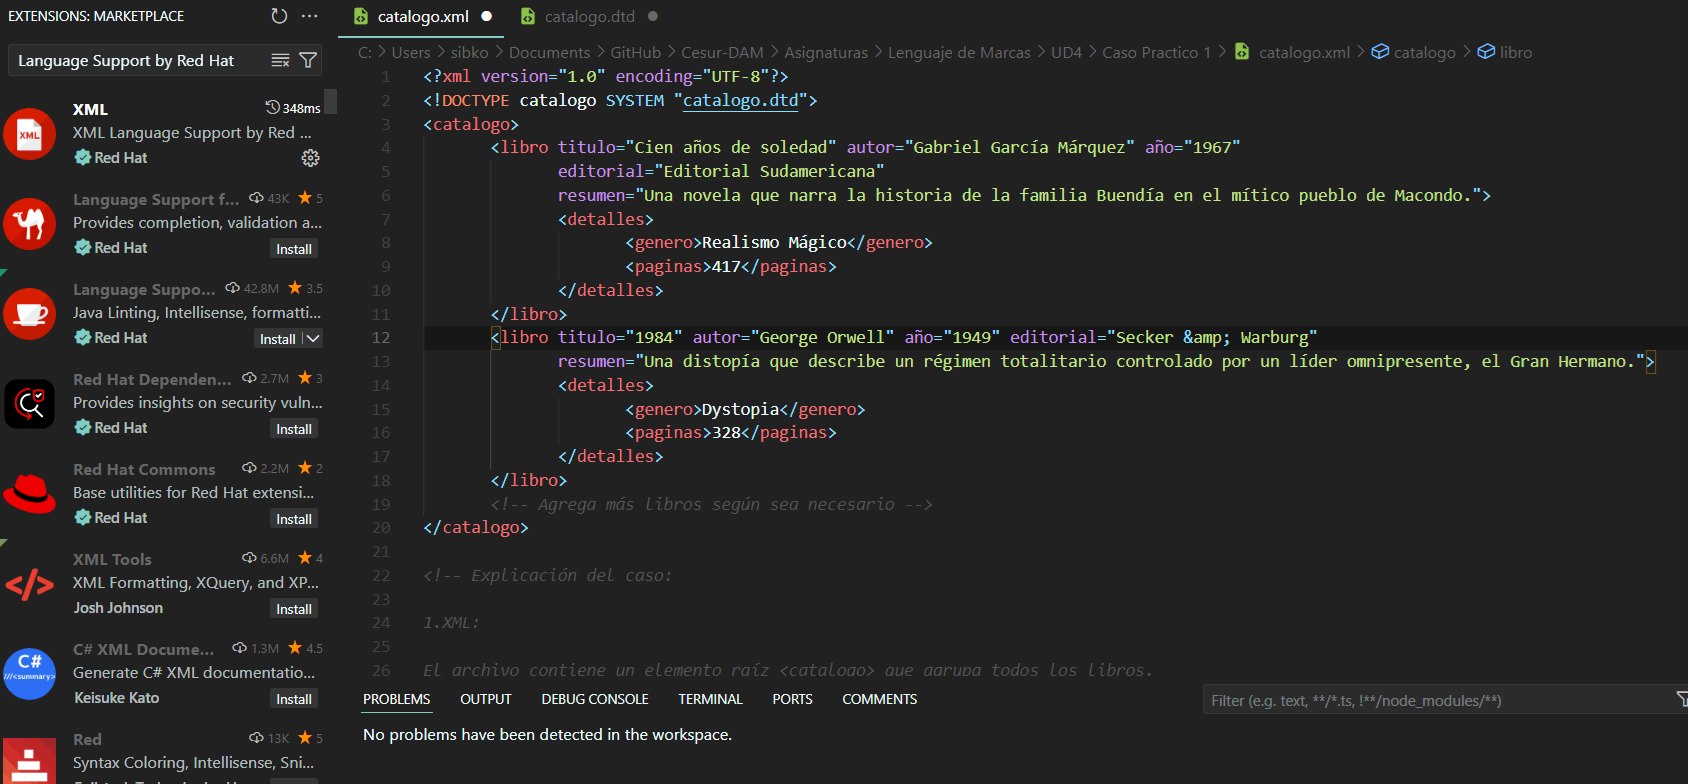 EXTENSIONS: MARKETPLACE
Language Support by Red Hat
XML
348ms
XML Language Support by Red ...
Red Hat
Language Support f...
43K
5
Provides completion, validation a...
Red Hat
Install
Language Suppo...
42.8M
3.5
Java Linting, Intellisense, formatti...
Red Hat
Install
Red Hat Dependen...
2.7M
3
Provides insights on security vuln...
Red Hat
Install
Red Hat Commons
2.2M
2
Base utilities for Red Hat extensi...
Red Hat
Install
XML Tools
6.6M
4
XML Formatting, XQuery, and XP...
Josh Johnson
Install
C#
///<summary>
C# XML Docume...
1.3M
4.5
Generate C# XML documentatio...
Keisuke Kato
Install
Red
13K
5
Syntax Coloring, Intellisense, Sni...
catalogo.xml
catalogo.dtd
C: > Users > sibko > Documents > GitHub > Cesur-DAM > Asignaturas > Lenguaje de Marcas > UD4 > Caso Practico 1 > catalogo.xml > catalogo > libro
1 <?xml version="1.0" encoding="UTF-8"?>
2 <!DOCTYPE catalogo SYSTEM "catalogo.dtd">
3 <catalogo>
4 <libro titulo="Cien años de soledad" autor="Gabriel García Márquez" año="1967"
5 editorial="Editorial Sudamericana"
6 resumen="Una novela que narra la historia de la familia Buendía en el mítico pueblo de Macondo.">
7 <detalles>
8 <genero>Realismo Mágico</genero>
9 <paginas>417</paginas>
10 </detalles>
11 </libro>
12 <libro titulo="1984" autor="George Orwell" año="1949" editorial="Secker &amp; Warburg"
13 resumen="Una distopía que describe un régimen totalitario controlado por un líder omnipresente, el Gran Hermano.">
14 <detalles>
15 <genero>Dystopia</genero>
16 <paginas>328</paginas>
17 </detalles>
18 </libro>
19 <!-- Agrega más libros según sea necesario -->
20 </catalogo>
21
22 <!-- Explicación del caso:
23
24 1.XML:
25
26 El archivo contiene un elemento raíz <catalogo> que agrupa todos los libros.
PROBLEMS
OUTPUT
DEBUG CONSOLE
TERMINAL
PORTS
COMMENTS
Filter (e.g. text, **/*.ts, !**/node_modules/**)
No problems have been detected in the workspace.